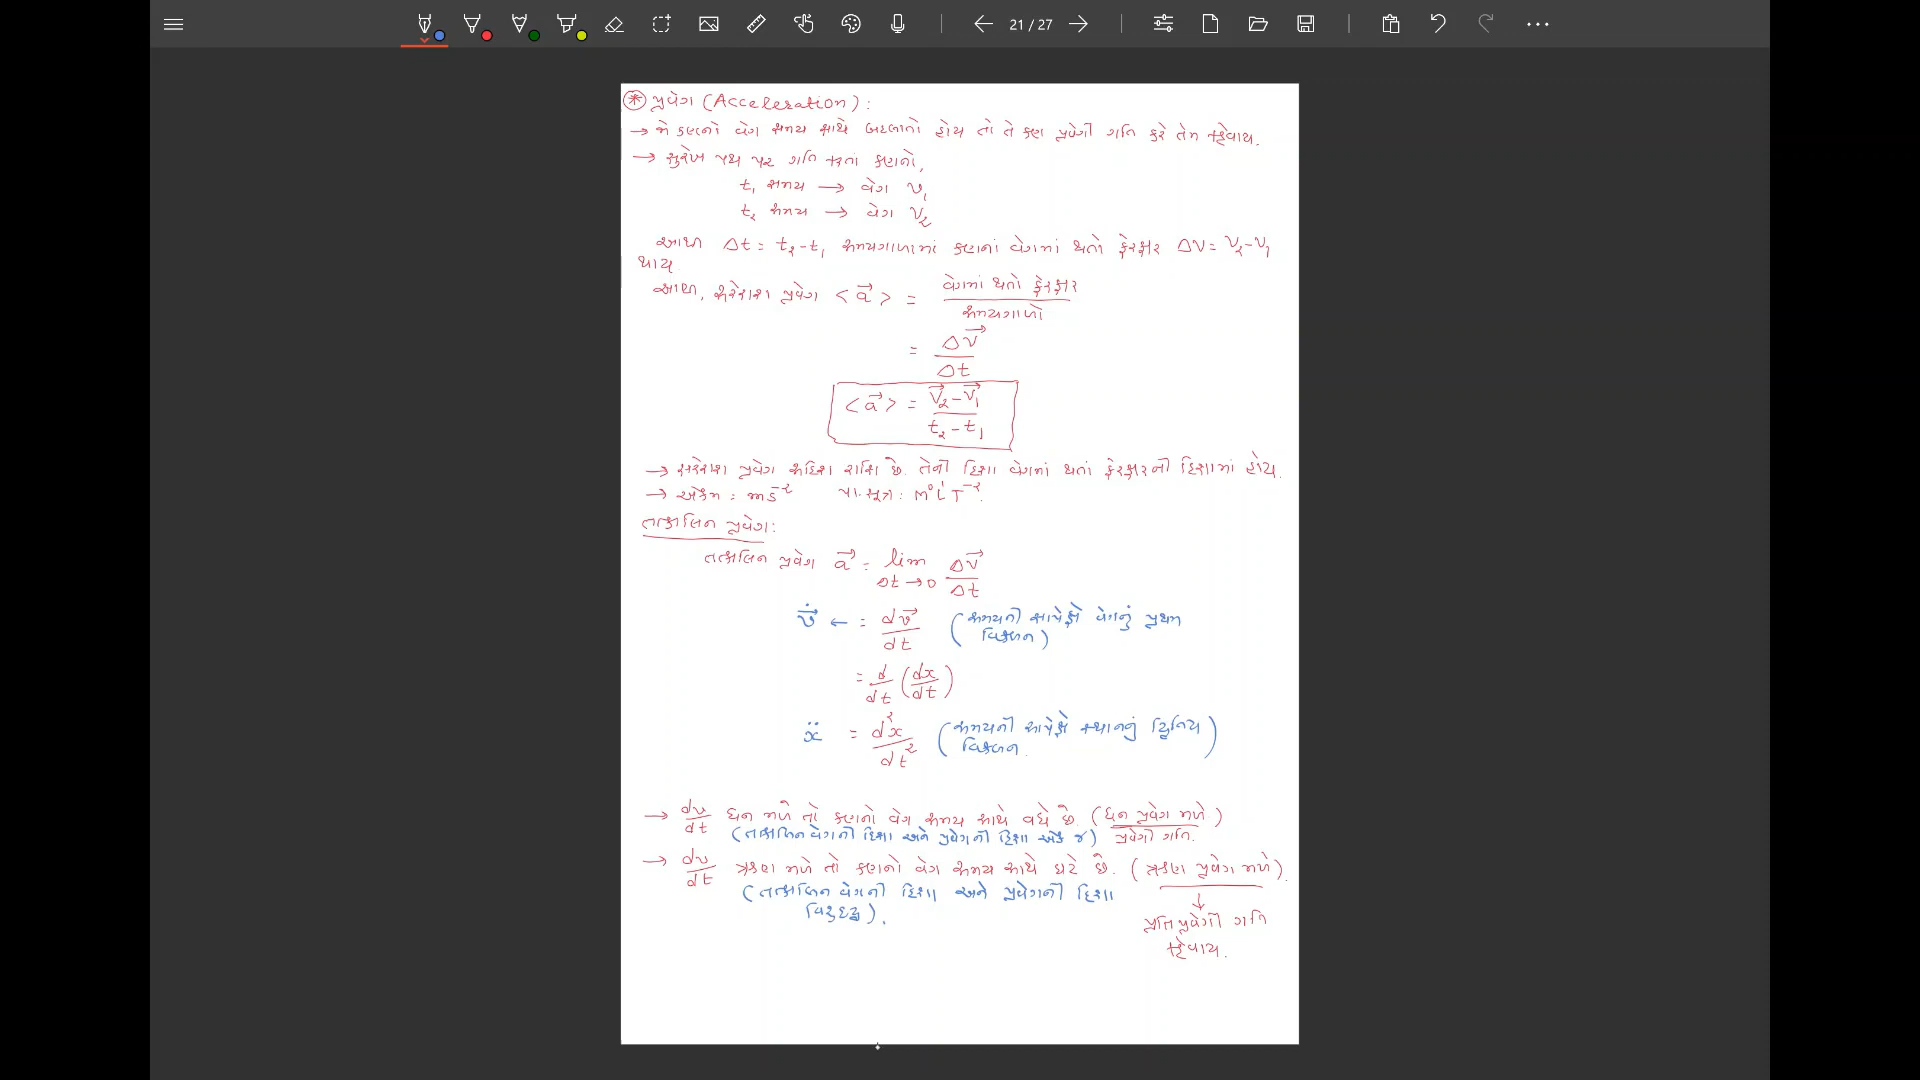 21 / 27
* પ્રવેગ (Acceleration) :
→ જો કણનો વેગ સમય સાથે બદલાતો હોય તો તે કણ પ્રવેગી ગતિ કરે તેમ કહેવાય.
→ સુરેખ પથ પર ગતિ કરતાં કણનો,
t₁ સમય → વેગ v₁
t₂ સમય → વેગ v₂
આથી Δt = t₂ - t₁ સમયગાળામાં કણનાં વેગમાં થતો ફેરફાર Δv = v₂ - v₁
થાય
આથી, સરેરાશ પ્રવેગ <a⃗> = વેગમાં થતો ફેરફાર / સમયગાળો
= Δv⃗ / Δt
<a⃗> = (v⃗₂ - v⃗₁) / (t₂ - t₁)
→ સરેરાશ પ્રવેગ સદિશ રાશિ છે. તેની દિશા વેગમાં થતાં ફેરફારની દિશામાં હોય.
→ એકમ : ms⁻² પા. સૂત્ર : M⁰L¹T⁻².
તત્કાલિન પ્રવેગ:
તત્કાલિન પ્રવેગ a⃗ = lim Δt→0 Δv⃗ / Δt
v⃗̇ ← = dv⃗ / dt (સમયની સાપેક્ષે વેગનું પ્રથમ
વિકલન)
= d/dt (dx/dt)
ẍ = d²x / dt² (સમયની સાપેક્ષે સ્થાનનું દ્વિતિય
વિકલન.)
→ dv/dt ધન મળે તો કણનો વેગ સમય સાથે વધે છે. (ધન પ્રવેગ મળે)
(તત્કાલિન વેગની દિશા અને પ્રવેગની દિશા એક જ) પ્રવેગી ગતિ.
→ dv/dt ઋણ મળે તો કણનો વેગ સમય સાથે ઘટે છે. (ઋણ પ્રવેગ મળે).
(તત્કાલિન વેગની દિશા અને પ્રવેગની દિશા
વિરુદ્ધ). ↓
પ્રતિપ્રવેગી ગતિ
કહેવાય.